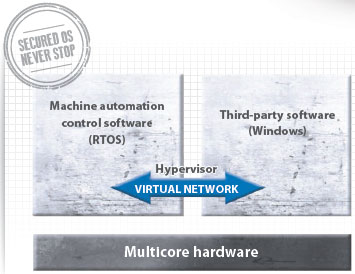 SECURED OS
NEVER STOP
Machine automation
control software
(RTOS)
Third-party software
(Windows)
Hypervisor
VIRTUAL NETWORK
Multicore hardware